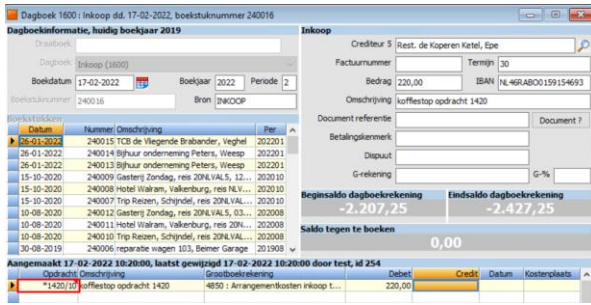 Dagboek 1600 : Inkoop dd. 17-02-2022, boekstuknummer 240016
Dagboekinformatie, huidig boekjaar 2019
Draaiboek
Dagboek Inkoop (1600)
Boekdatum 17-02-2022 Boekjaar 2022 Periode 2
Boekstuknummer 240016 Bron INKOOP
Boekstukken
Datum Nummer Omschrijving Per
26-01-2022 240015 TCB de Vliegende Brabander, Veghel 202201
26-01-2022 240014 Bijhuur onderneming Peters, Weesp 202201
26-01-2022 240013 Bijhuur onderneming Peters, Weesp 202201
15-10-2020 240009 Gasterij Zondag, reis 20NLVAL5, 12... 202010
15-10-2020 240008 Hotel Walram, Valkenburg, reis NLV... 202010
15-10-2020 240007 Trip Reizen, Schijndel, reis 20NLVAL... 202010
10-08-2020 240012 Gasterij Zondag, reis 20NLVAL5, 03... 202008
10-08-2020 240011 Hotel Walram, Valkenburg, reis 20N... 202008
10-08-2020 240010 Trip Reizen, Schijndel, reis 20NLVAL... 202008
30-08-2019 240006 reparatie wagen 103, Beimer Garage 201908
Inkoop
Crediteur 5 Rest. de Koperen Ketel, Epe
Factuurnummer Termijn 30
Bedrag 220,00 IBAN NL46RABO0159154693
Omschrijving koffiestop opdracht 1420
Document referentie Document ?
Betalingskenmerk
Dispuut
G-rekening G-%
Beginsaldo dagboekrekening Eindsaldo dagboekrekening
-2.207,25 -2.427,25
Saldo tegen te boeken
0,00
Aangemaakt 17-02-2022 10:20:00, laatst gewijzigd 17-02-2022 10:20:00 door test, id 254
Opdracht Omschrijving Grootboekrekening Debet Credit Datum Kostenplaats
*1420/10 koffiestop opdracht 1420 4850 : Arrangementkosten inkoop t... 220,00